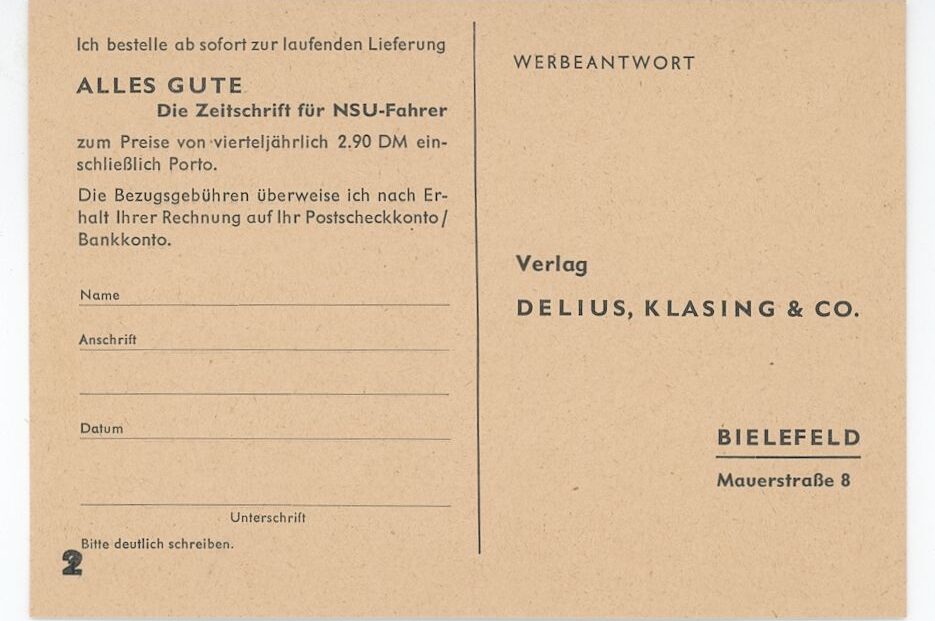 Ich bestelle ab sofort zur laufenden Lieferung
ALLES GUTE
Die Zeitschrift für NSU-Fahrer
zum Preise von vierteljährlich 2.90 DM ein-
schließlich Porto.
Die Bezugsgebühren überweise ich nach Er-
halt Ihrer Rechnung auf Ihr Postscheckkonto/
Bankkonto.
Name
Anschrift
Datum
Unterschrift
Bitte deutlich schreiben.
2
WERBEANTWORT
Verlag
DELIUS, KLASING & CO.
BIELEFELD
Mauerstraße 8